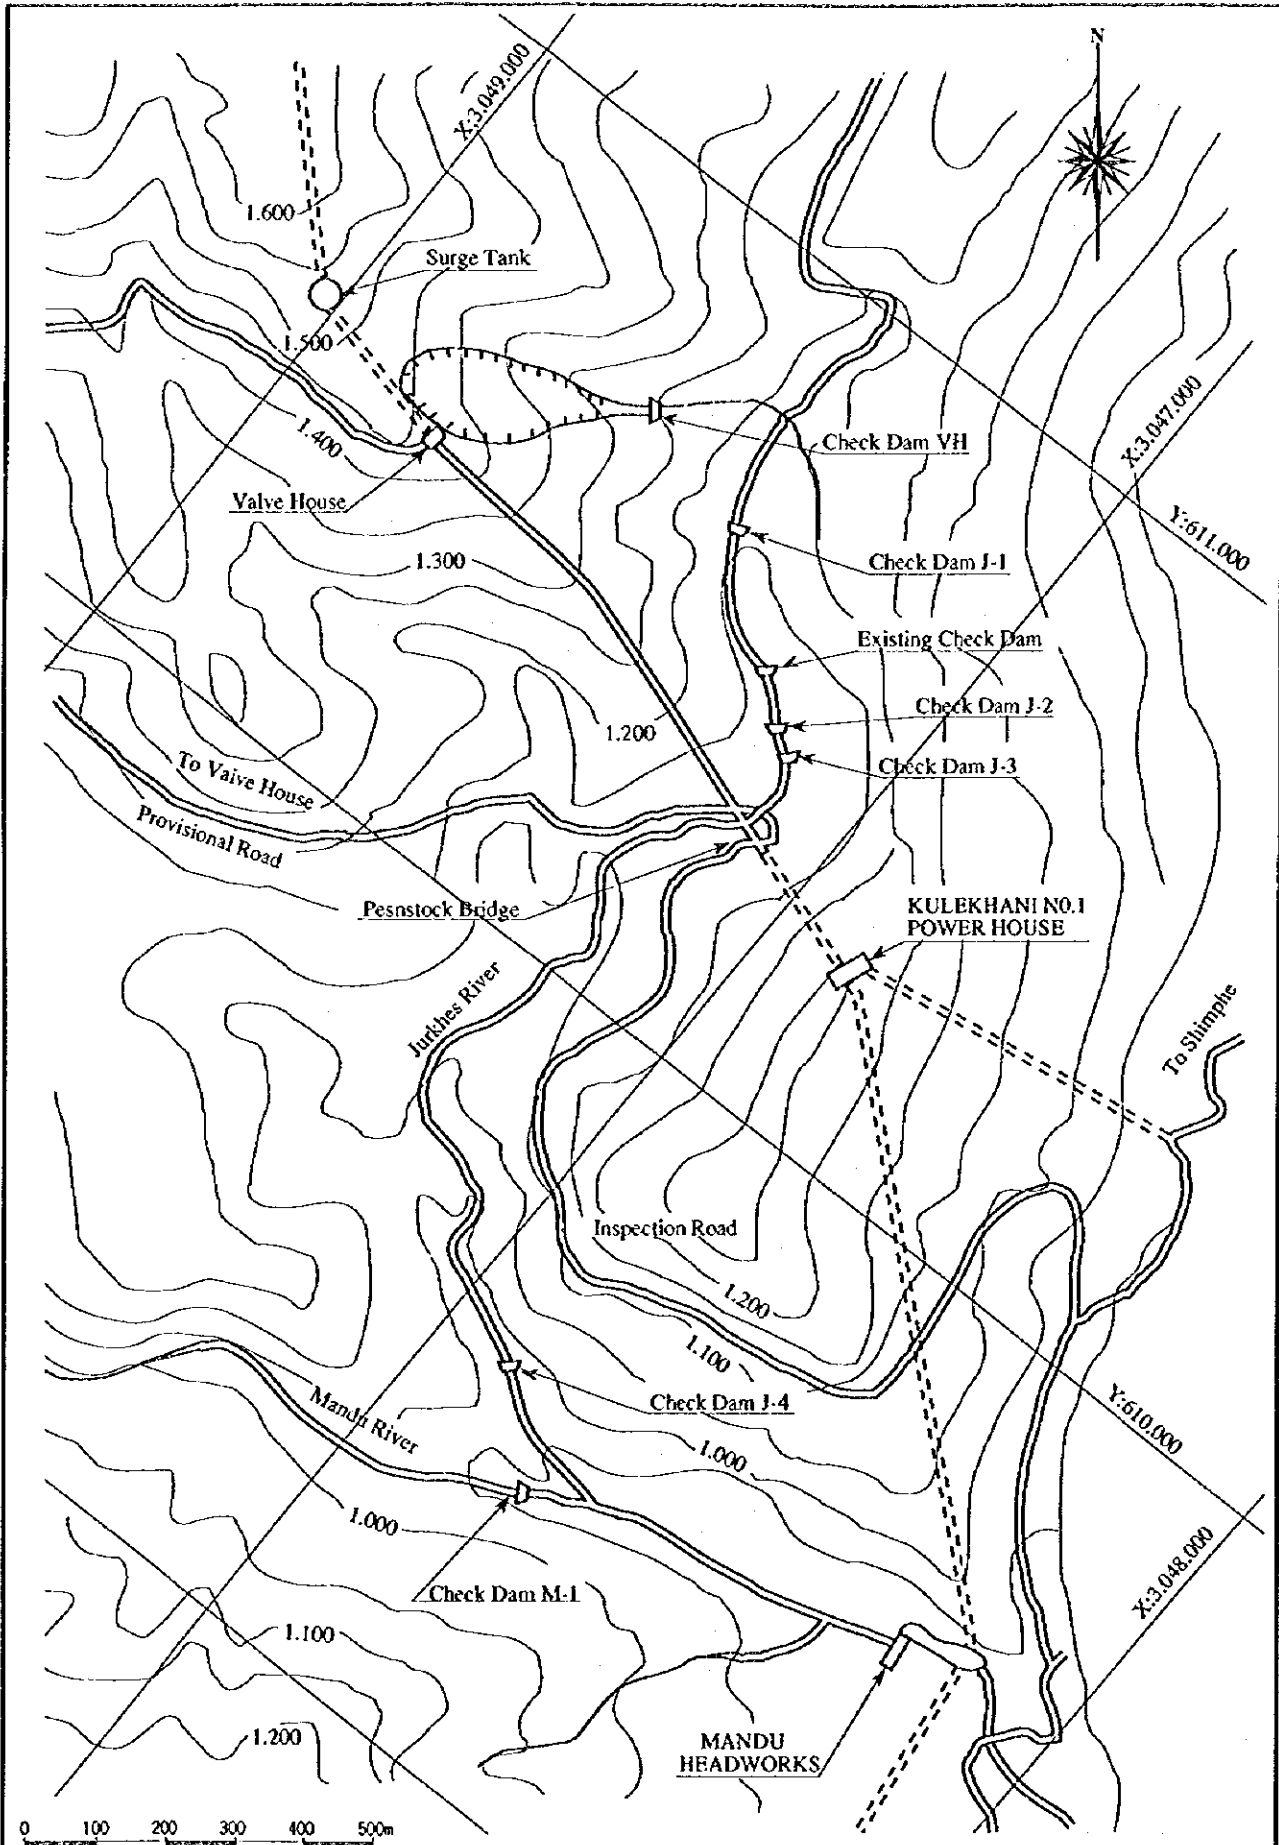 N
X:3.049.000
1.600
Surge Tank
1.500
X:3.047.000
1.400
Check Dam VH
Valve House
Y:611.000
1.300
Check Dam J-1
Existing Check Dam
Check Dam J-2
1.200
To Vaive House
Check Dam J-3
Provisional Road
KULEKHANI N0.1
POWER HOUSE
Pesnstock Bridge
Jurkhes River
To Shimphe
Inspection Road
1.200
1.100
Mandu River
Check Dam J-4
Y:610.000
1.000
1.000
X:3.048.000
Check Dam M-1
1.100
MANDU
HEADWORKS
1.200
0 100 200 300 400 500m